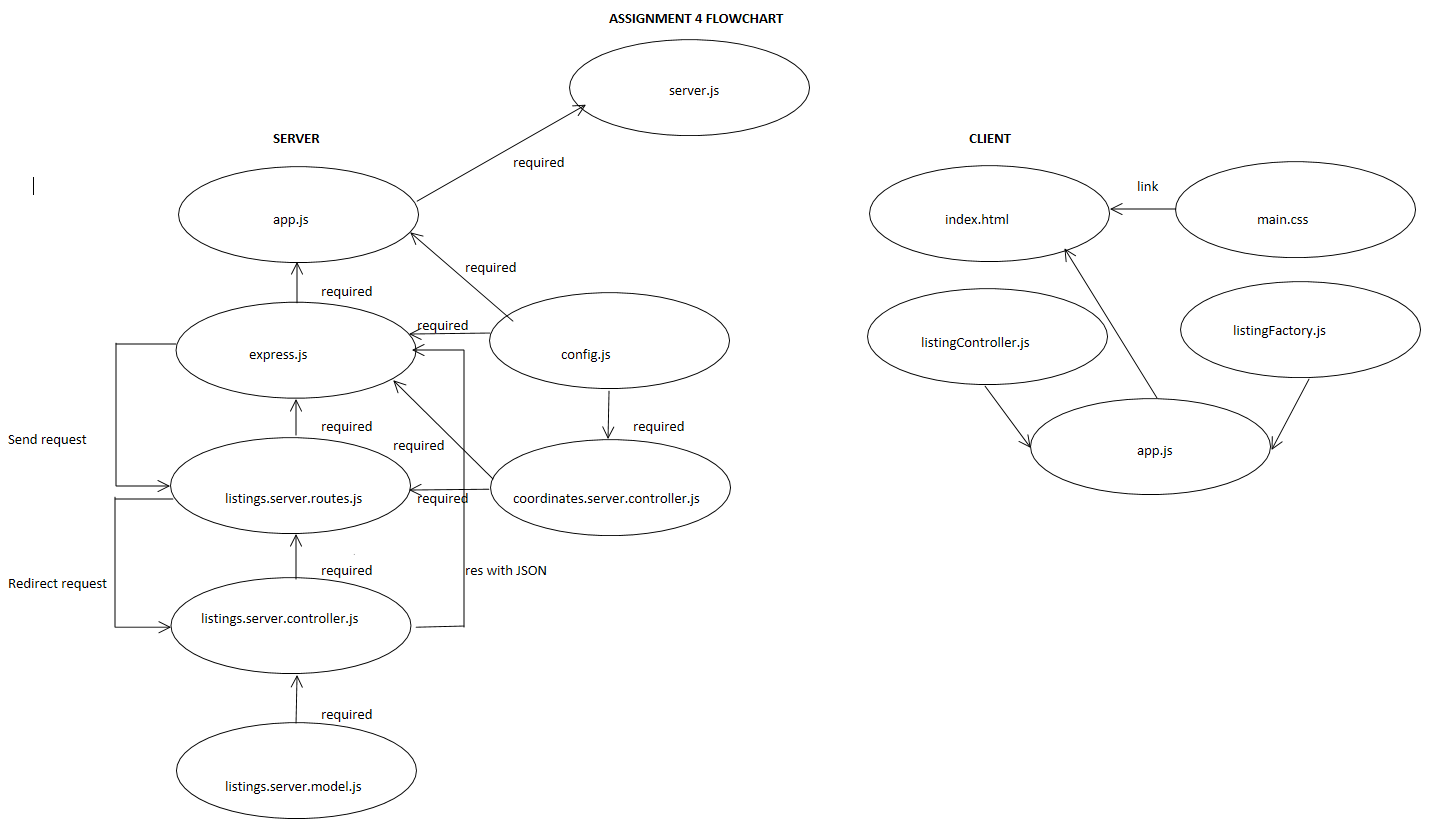 ASSIGNMENT 4 FLOWCHART
server.js
SERVER
CLIENT
required
link
app.js
index.html
main.css
required
required
required
listingFactory.js
listingController.js
express.js
config.js
required
required
required
Send request
app.js
listings.server.routes.js
required
coordinates.server.controller.js
required
res with JSON
Redirect request
listings.server.controller.js
required
listings.server.model.js